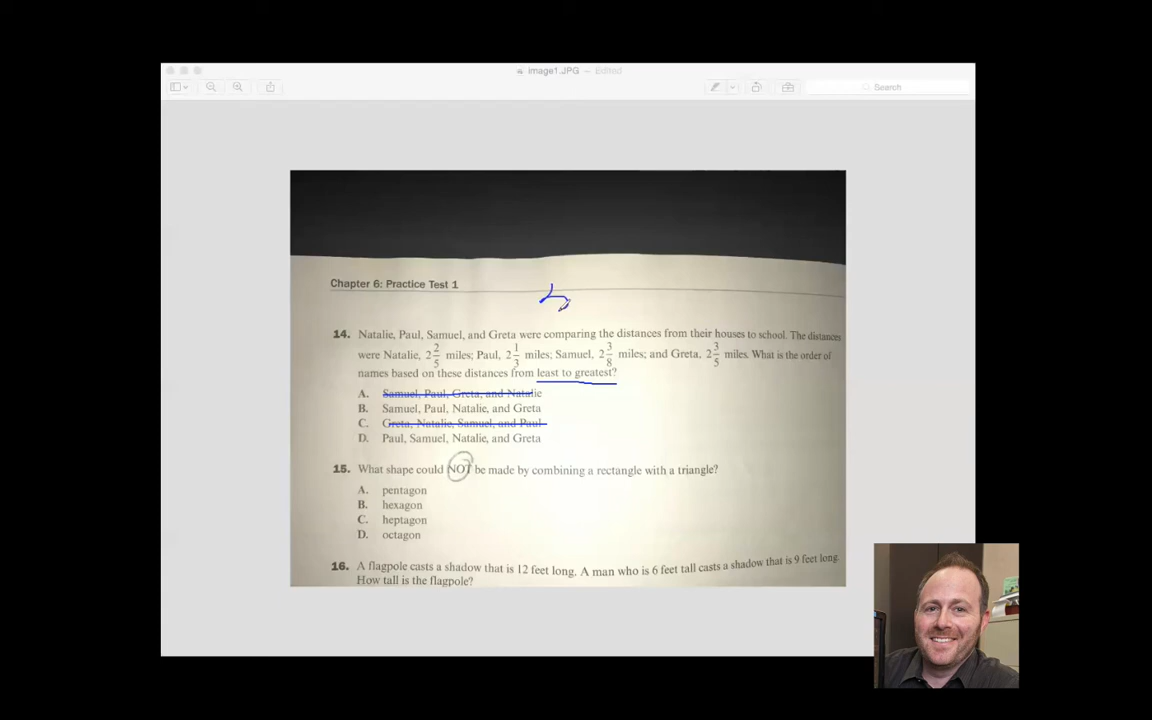 image1.JPG — Edited
Search
Chapter 6: Practice Test 1
14. Natalie, Paul, Samuel, and Greta were comparing the distances from their houses to school. The distances
were Natalie, 2 2/5 miles; Paul, 2 1/3 miles; Samuel, 2 3/8 miles; and Greta, 2 3/5 miles. What is the order of
names based on these distances from least to greatest?
A. Samuel, Paul, Greta, and Natalie
B. Samuel, Paul, Natalie, and Greta
C. Greta, Natalie, Samuel, and Paul
D. Paul, Samuel, Natalie, and Greta
15. What shape could NOT be made by combining a rectangle with a triangle?
A. pentagon
B. hexagon
C. heptagon
D. octagon
16. A flagpole casts a shadow that is 12 feet long. A man who is 6 feet tall casts a shadow that is 9 feet long.
How tall is the flagpole?